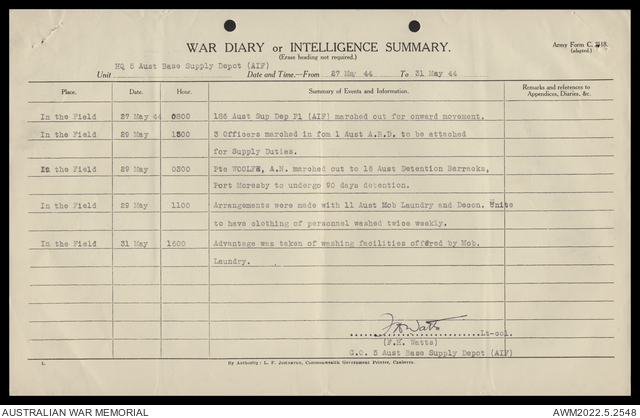 WAR DIARY or INTELLIGENCE SUMMARY.
(Erase heading not required.)
Army Form C. 2118.
(adapted.)
HQ 5 Aust Base Supply Depot (AIF)
Unit Date and Time.—From 27 May 44 To 31 May 44
Place. Date. Hour. Summary of Events and Information. Remarks and references to Appendices, Diaries, &c.
In the Field 27 May 44 0800 186 Aust Sup Dep Pl (AIF) marched out for onward movement.
In the Field 29 May 1300 3 Officers marched in fom 1 Aust A.R.D. to be attached
for Supply Duties.
In the Field 29 May 0300 Pte WOOLFE, A.N. marched out to 18 Aust Detention Barracks,
Port Moresby to undergo 90 days detention.
In the Field 29 May 1100 Arrangements were made with 11 Aust Mob Laundry and Decon. Units
to have clothing of personnel washed twice weekly.
In the Field 31 May 1600 Advantage was taken of washing facilities offered by Mob.
Laundry.
FH Watts Lt-col.
(F.H. Watts)
C.O. 5 Aust Base Supply Depot (AIF)
1. By Authority: L. F. Johnston, Commonwealth Government Printer, Canberra.
AUSTRALIAN WAR MEMORIAL AWM2022.5.2548